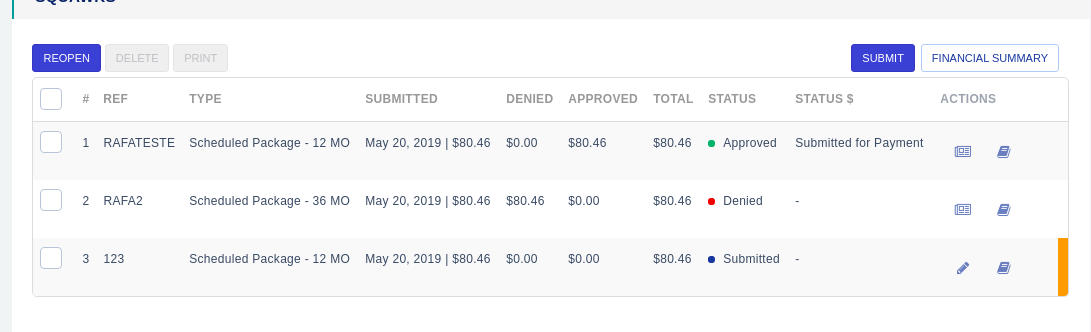 SQUAWKS
REOPEN DELETE PRINT SUBMIT FINANCIAL SUMMARY
# REF TYPE SUBMITTED DENIED APPROVED TOTAL STATUS STATUS $ ACTIONS
1 RAFATESTE Scheduled Package - 12 MO May 20, 2019 | $80.46 $0.00 $80.46 $80.46 Approved Submitted for Payment
2 RAFA2 Scheduled Package - 36 MO May 20, 2019 | $80.46 $80.46 $0.00 $80.46 Denied -
3 123 Scheduled Package - 12 MO May 20, 2019 | $80.46 $0.00 $0.00 $80.46 Submitted -